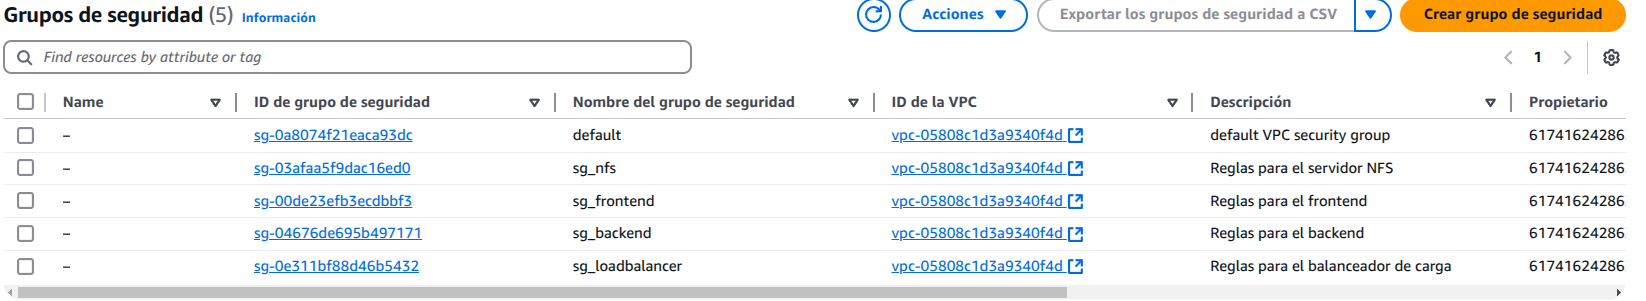 Grupos de seguridad (5) Información
Acciones Exportar los grupos de seguridad a CSV Crear grupo de seguridad
Find resources by attribute or tag
1
Name ID de grupo de seguridad Nombre del grupo de seguridad ID de la VPC Descripción Propietario
– sg-0a8074f21eaca93dc default vpc-05808c1d3a9340f4d default VPC security group 61741624286
– sg-03afaa5f9dac16ed0 sg_nfs vpc-05808c1d3a9340f4d Reglas para el servidor NFS 61741624286
– sg-00de23efb3ecdbbf3 sg_frontend vpc-05808c1d3a9340f4d Reglas para el frontend 61741624286
– sg-04676de695b497171 sg_backend vpc-05808c1d3a9340f4d Reglas para el backend 61741624286
– sg-0e311bf88d46b5432 sg_loadbalancer vpc-05808c1d3a9340f4d Reglas para el balanceador de carga 61741624286